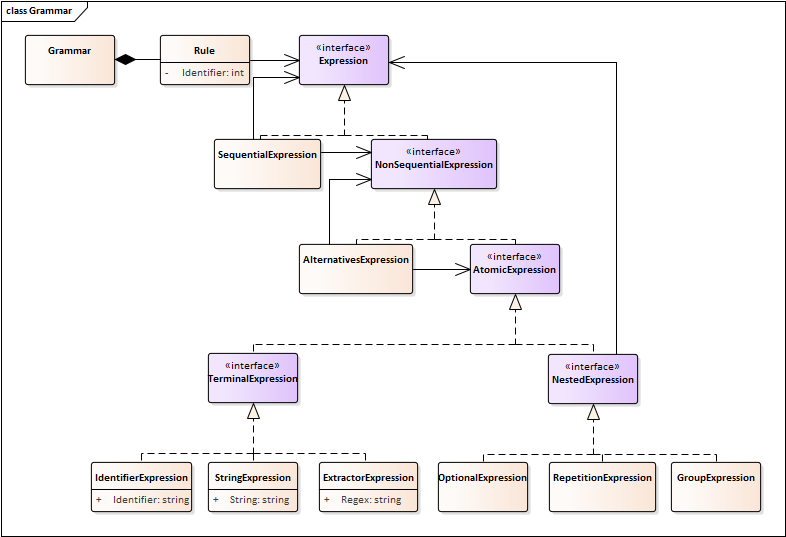 class Grammar
Grammar
Rule
- Identifier: int
«interface»
Expression
SequentialExpression
«interface»
NonSequentialExpression
AlternativesExpression
«interface»
AtomicExpression
«interface»
TerminalExpression
«interface»
NestedExpression
IdentifierExpression
+ Identifier: string
StringExpression
+ String: string
ExtractorExpression
+ Regex: string
OptionalExpression
RepetitionExpression
GroupExpression